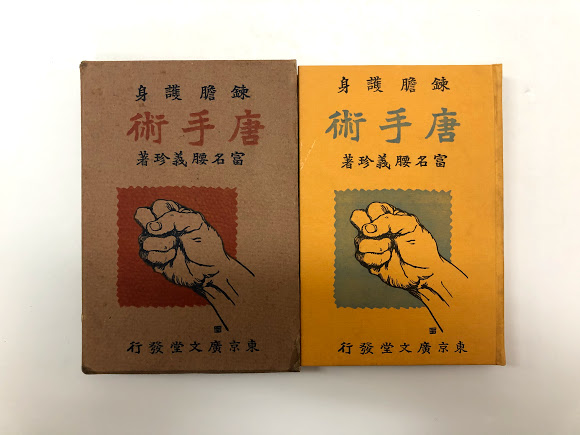 鍊膽護身
唐手術
富名腰義珍著
東京廣文堂發行
鍊膽護身
唐手術
富名腰義珍著
東京廣文堂發行